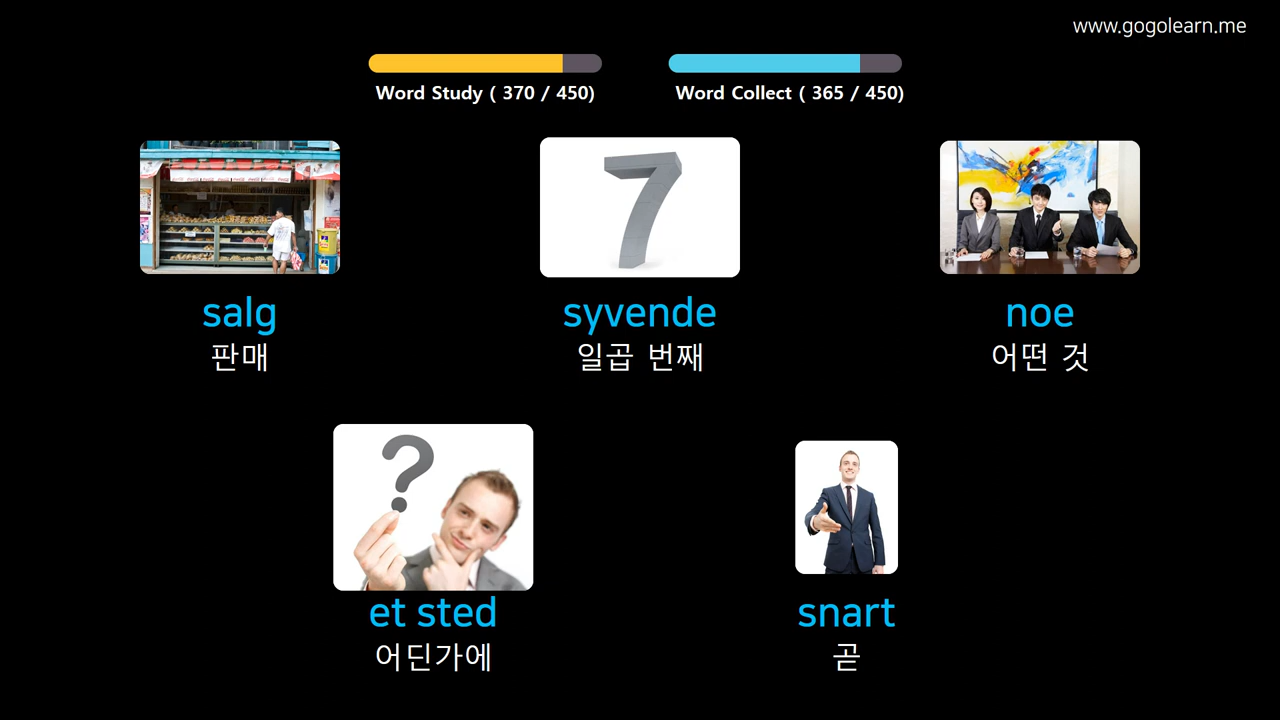 www.gogolearn.me
Word Study ( 370 / 450)
Word Collect ( 365 / 450)
salg
판매
syvende
일곱 번째
noe
어떤 것
et sted
어딘가에
snart
곧